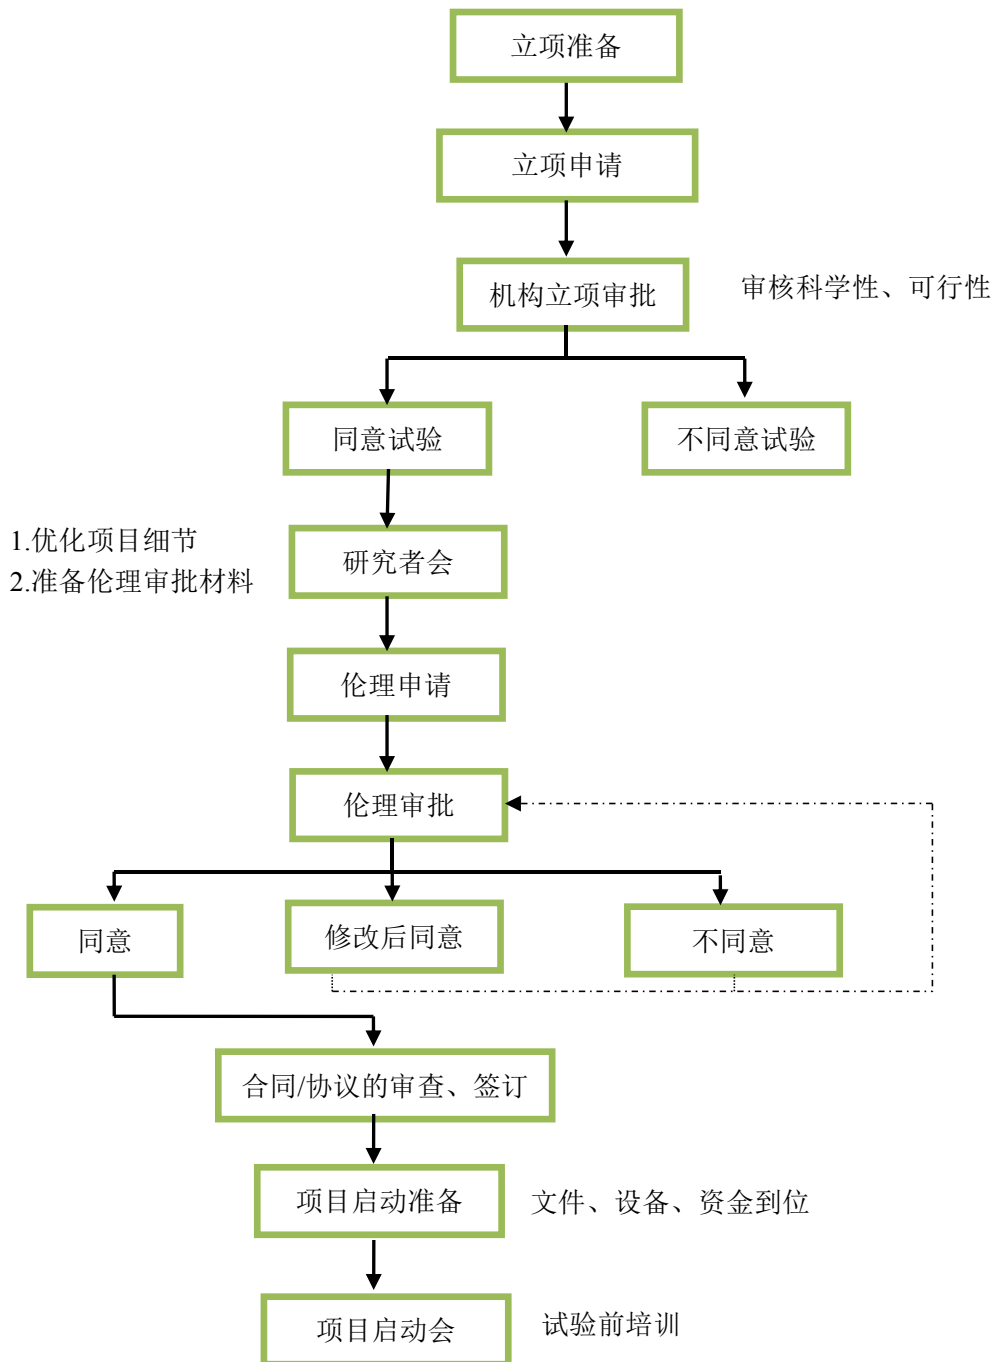 立项准备
立项申请
机构立项审批
审核科学性、可行性
同意试验
不同意试验
1.优化项目细节
2.准备伦理审批材料
研究者会
伦理申请
伦理审批
同意
修改后同意
不同意
合同/协议的审查、签订
项目启动准备
文件、设备、资金到位
项目启动会
试验前培训